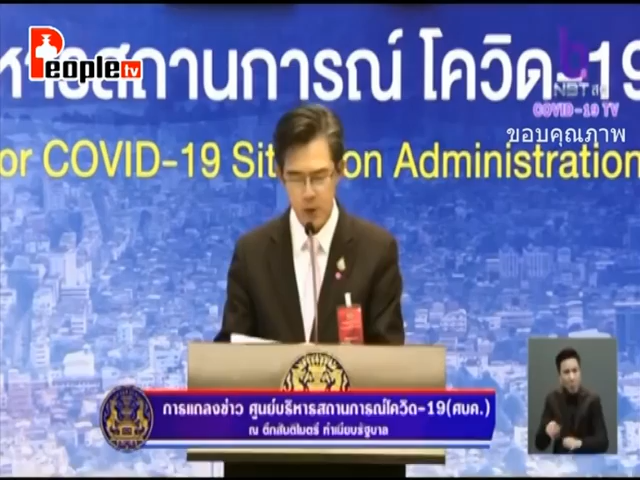 People tv
หารสถานการณ์ โควิด-19
NBT
COVID-19 TV
ขอบคุณภาพ
or COVID-19 Sit on Administration
การแถลงข่าว ศูนย์บริหารสถานการณ์โควิด-19(ศบค.)
ณ ตึกสันติไมตรี ทำเนียบรัฐบาล